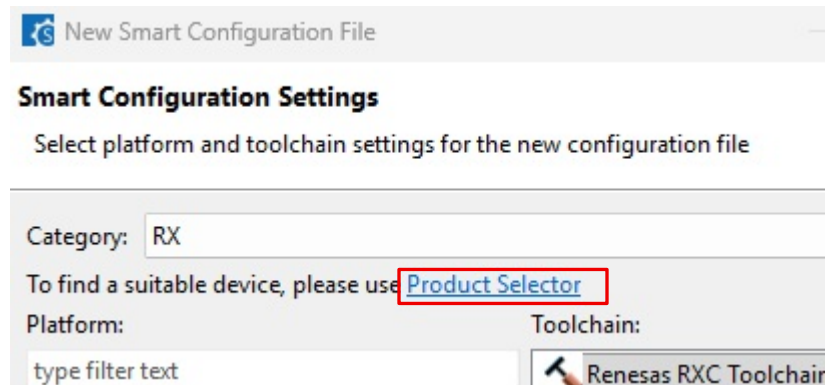 New Smart Configuration File
Smart Configuration Settings
Select platform and toolchain settings for the new configuration file
Category: RX
To find a suitable device, please use Product Selector
Platform: Toolchain:
type filter text Renesas RXC Toolchain